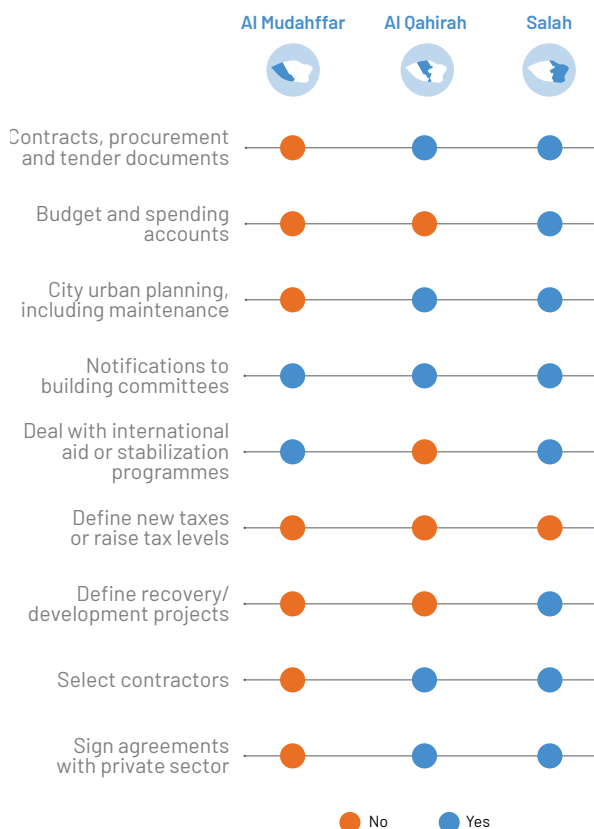 Al Mudahffar Al Qahirah Salah
Contracts, procurement
and tender documents
Budget and spending
accounts
City urban planning,
including maintenance
Notifications to
building committees
Deal with international
aid or stabilization
programmes
Define new taxes
or raise tax levels
Define recovery/
development projects
Select contractors
Sign agreements
with private sector
No Yes